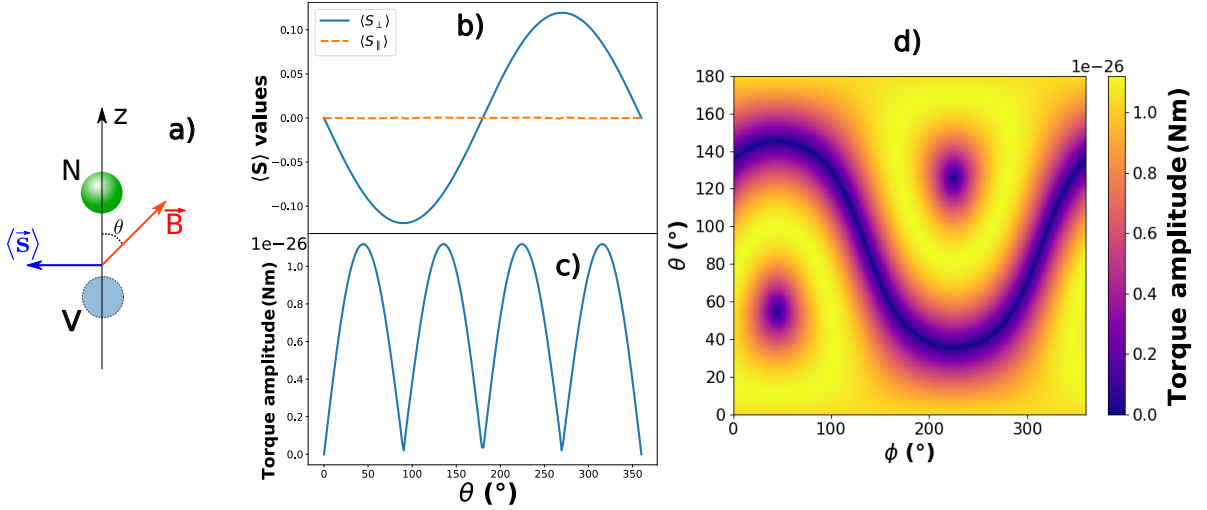 a)
z
N
θ
B
⟨S⟩
V
b)
⟨S⊥⟩
⟨S∥⟩
⟨S⟩ values
0.10
0.05
0.00
−0.05
−0.10
c)
1e−26
Torque amplitude(Nm)
1.0
0.8
0.6
0.4
0.2
0.0
0 50 100 150 200 250 300 350
θ (°)
d)
1e−26
θ (°)
180
160
140
120
100
80
60
40
20
0
0 100 200 300
ϕ (°)
1.0
0.8
0.6
0.4
0.2
0.0
Torque amplitude(Nm)